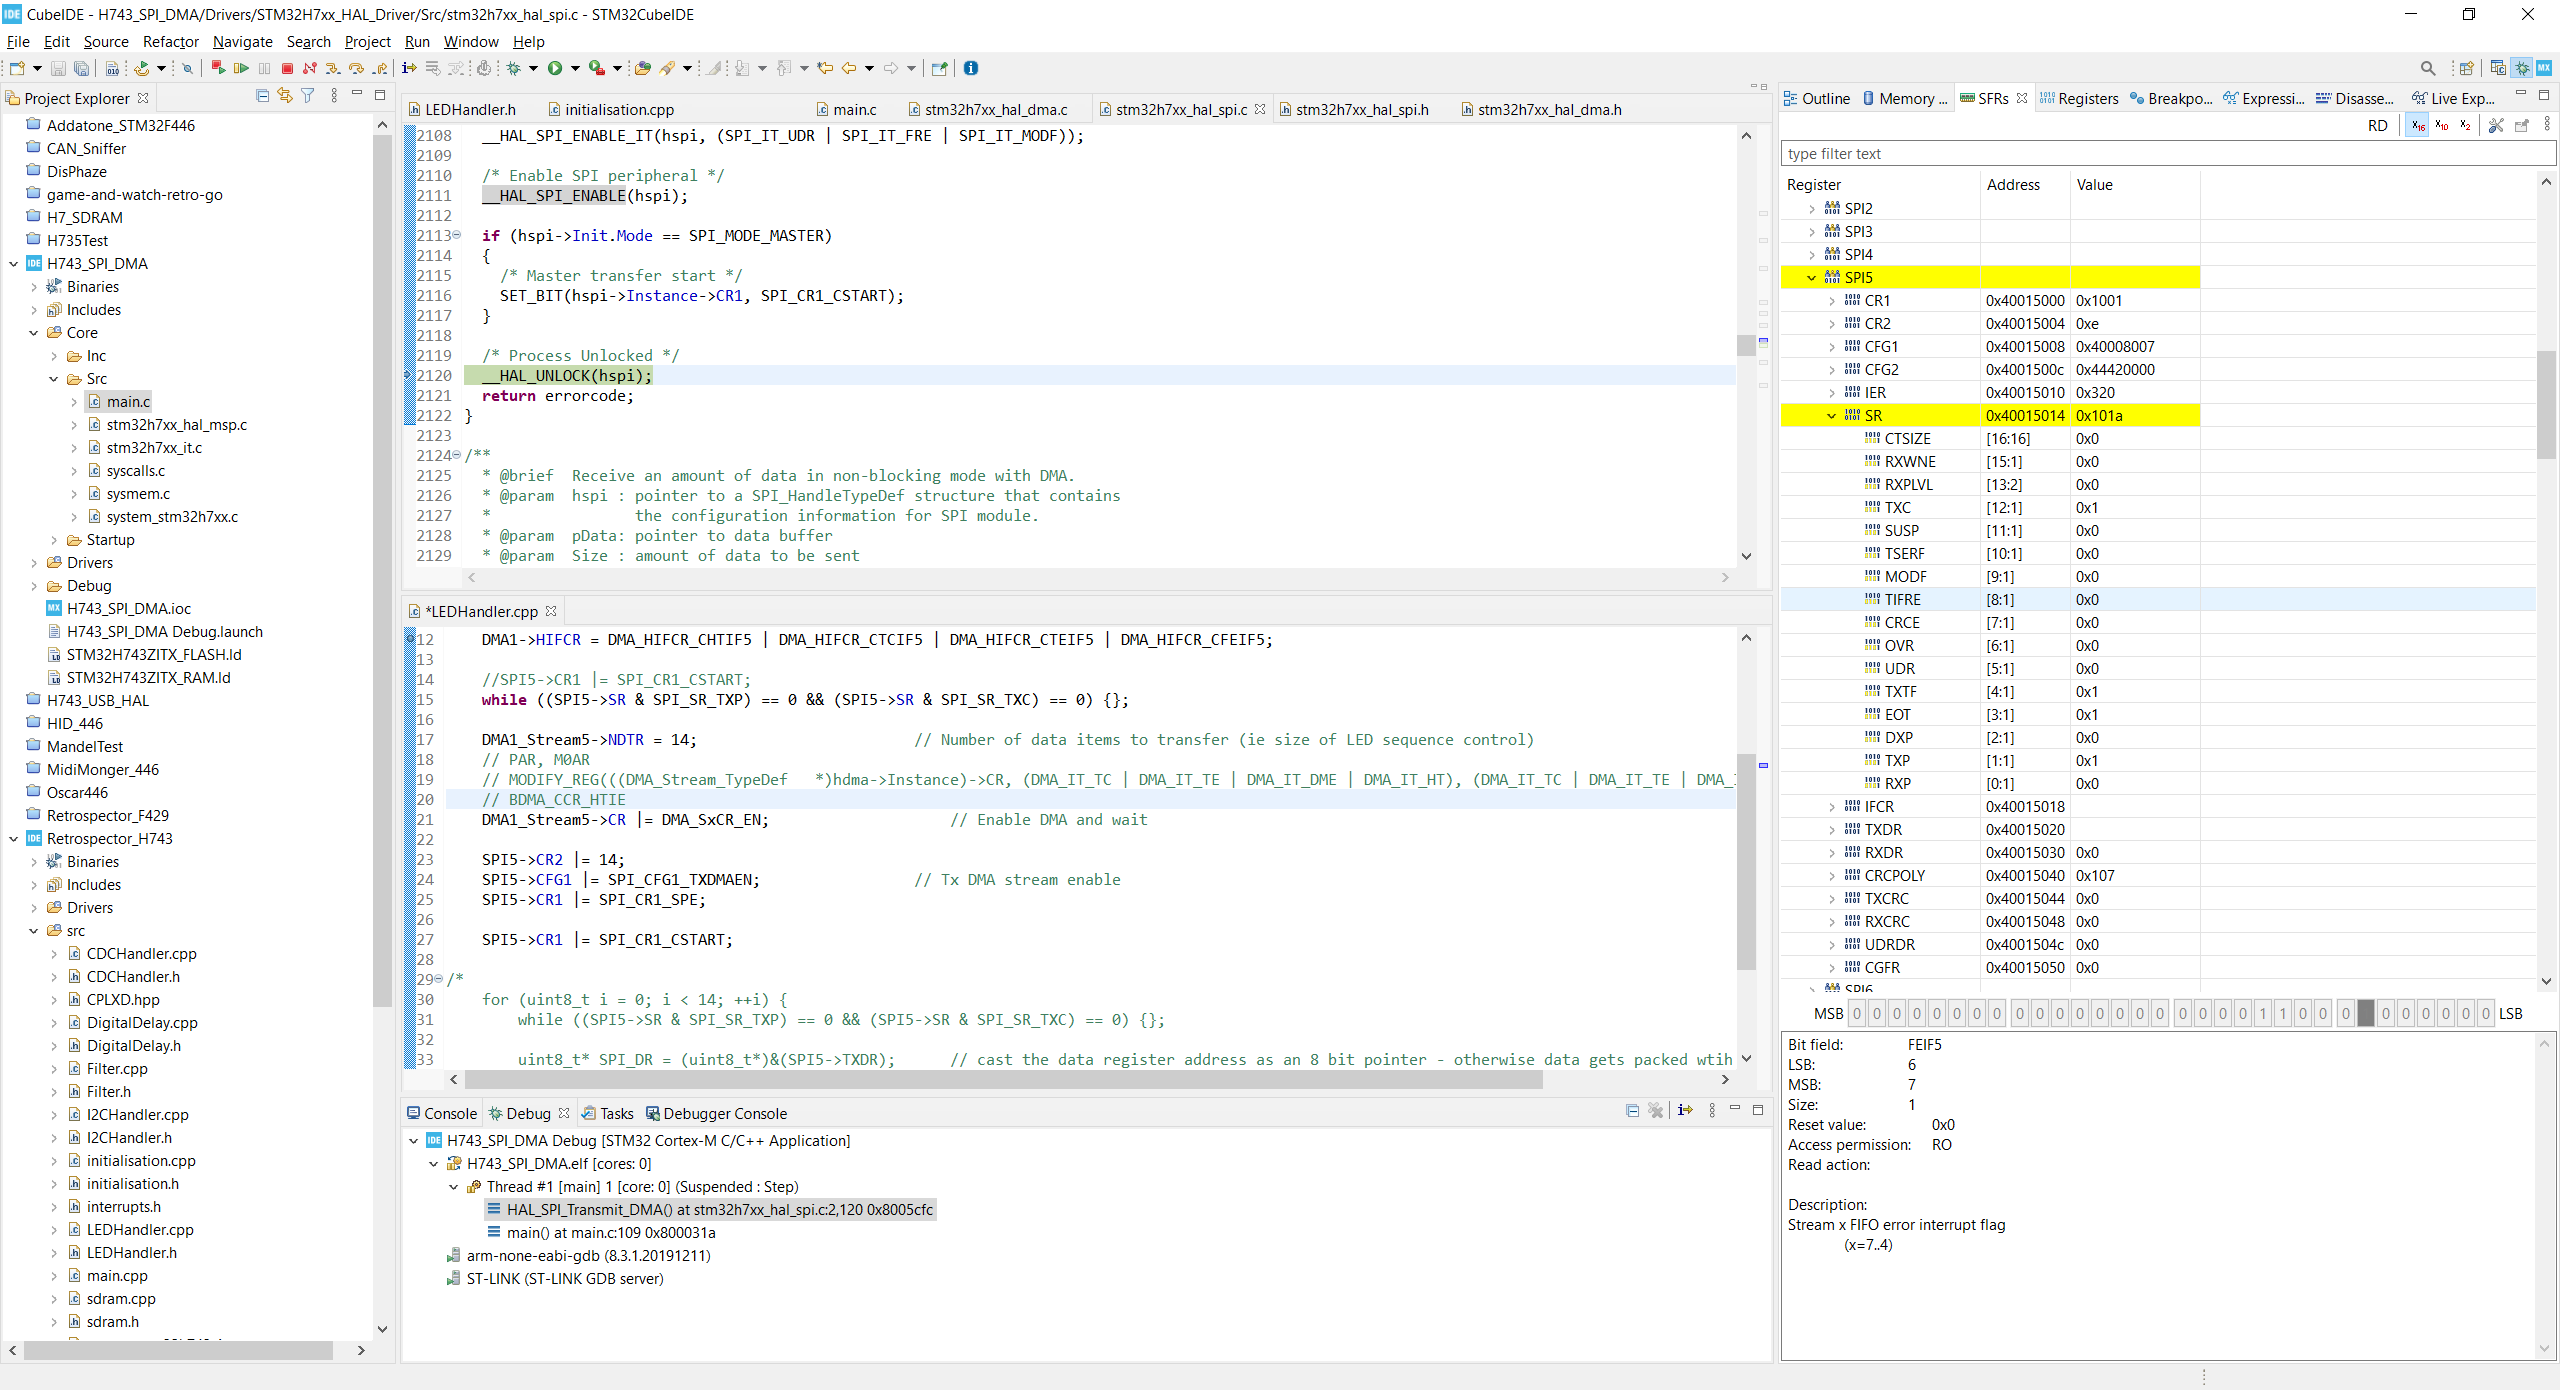 CubeIDE - H743_SPI_DMA/Drivers/STM32H7xx_HAL_Driver/Src/stm32h7xx_hal_spi.c - STM32CubeIDE
File Edit Source Refactor Navigate Search Project Run Window Help
Project Explorer
Addatone_STM32F446
CAN_Sniffer
DisPhaze
game-and-watch-retro-go
H7_SDRAM
H735Test
H743_SPI_DMA
Binaries
Includes
Core
Inc
Src
main.c
stm32h7xx_hal_msp.c
stm32h7xx_it.c
syscalls.c
sysmem.c
system_stm32h7xx.c
Startup
Drivers
Debug
H743_SPI_DMA.ioc
H743_SPI_DMA Debug.launch
STM32H743ZITX_FLASH.ld
STM32H743ZITX_RAM.ld
H743_USB_HAL
HID_446
MandelTest
MidiMonger_446
Oscar446
Retrospector_F429
Retrospector_H743
Binaries
Includes
Drivers
src
CDCHandler.cpp
CDCHandler.h
CPLXD.hpp
DigitalDelay.cpp
DigitalDelay.h
Filter.cpp
Filter.h
I2CHandler.cpp
I2CHandler.h
initialisation.cpp
initialisation.h
interrupts.h
LEDHandler.cpp
LEDHandler.h
main.cpp
sdram.cpp
sdram.h
LEDHandler.h initialisation.cpp main.c stm32h7xx_hal_dma.c stm32h7xx_hal_spi.c stm32h7xx_hal_spi.h stm32h7xx_hal_dma.h
2108 __HAL_SPI_ENABLE_IT(hspi, (SPI_IT_UDR | SPI_IT_FRE | SPI_IT_MODF));
2109
2110 /* Enable SPI peripheral */
2111 __HAL_SPI_ENABLE(hspi);
2112
2113 if (hspi->Init.Mode == SPI_MODE_MASTER)
2114 {
2115 /* Master transfer start */
2116 SET_BIT(hspi->Instance->CR1, SPI_CR1_CSTART);
2117 }
2118
2119 /* Process Unlocked */
2120 __HAL_UNLOCK(hspi);
2121 return errorcode;
2122 }
2123
2124 /**
2125 * @brief Receive an amount of data in non-blocking mode with DMA.
2126 * @param hspi : pointer to a SPI_HandleTypeDef structure that contains
2127 * the configuration information for SPI module.
2128 * @param pData: pointer to data buffer
2129 * @param Size : amount of data to be sent
*LEDHandler.cpp
12 DMA1->HIFCR = DMA_HIFCR_CHTIF5 | DMA_HIFCR_CTCIF5 | DMA_HIFCR_CTEIF5 | DMA_HIFCR_CFEIF5;
13
14 //SPI5->CR1 |= SPI_CR1_CSTART;
15 while ((SPI5->SR & SPI_SR_TXP) == 0 && (SPI5->SR & SPI_SR_TXC) == 0) {};
16
17 DMA1_Stream5->NDTR = 14; // Number of data items to transfer (ie size of LED sequence control)
18 // PAR, M0AR
19 // MODIFY_REG(((DMA_Stream_TypeDef *)hdma->Instance)->CR, (DMA_IT_TC | DMA_IT_TE | DMA_IT_DME | DMA_IT_HT), (DMA_IT_TC | DMA_IT_TE | DMA_
20 // BDMA_CCR_HTIE
21 DMA1_Stream5->CR |= DMA_SxCR_EN; // Enable DMA and wait
22
23 SPI5->CR2 |= 14;
24 SPI5->CFG1 |= SPI_CFG1_TXDMAEN; // Tx DMA stream enable
25 SPI5->CR1 |= SPI_CR1_SPE;
26
27 SPI5->CR1 |= SPI_CR1_CSTART;
28
29 /*
30 for (uint8_t i = 0; i < 14; ++i) {
31 while ((SPI5->SR & SPI_SR_TXP) == 0 && (SPI5->SR & SPI_SR_TXC) == 0) {};
32
33 uint8_t* SPI_DR = (uint8_t*)&(SPI5->TXDR); // cast the data register address as an 8 bit pointer - otherwise data gets packed wtih
Console Debug Tasks Debugger Console
H743_SPI_DMA Debug [STM32 Cortex-M C/C++ Application]
H743_SPI_DMA.elf [cores: 0]
Thread #1 [main] 1 [core: 0] (Suspended : Step)
HAL_SPI_Transmit_DMA() at stm32h7xx_hal_spi.c:2,120 0x8005cfc
main() at main.c:109 0x800031a
arm-none-eabi-gdb (8.3.1.20191211)
ST-LINK (ST-LINK GDB server)
Outline Memory ... SFRs Registers Breakpo... Expressi... Disasse... Live Exp...
RD x16 x10 x2
type filter text
Register Address Value
SPI2
SPI3
SPI4
SPI5
CR1 0x40015000 0x1001
CR2 0x40015004 0xe
CFG1 0x40015008 0x40008007
CFG2 0x4001500c 0x44420000
IER 0x40015010 0x320
SR 0x40015014 0x101a
CTSIZE [16:16] 0x0
RXWNE [15:1] 0x0
RXPLVL [13:2] 0x0
TXC [12:1] 0x1
SUSP [11:1] 0x0
TSERF [10:1] 0x0
MODF [9:1] 0x0
TIFRE [8:1] 0x0
CRCE [7:1] 0x0
OVR [6:1] 0x0
UDR [5:1] 0x0
TXTF [4:1] 0x1
EOT [3:1] 0x1
DXP [2:1] 0x0
TXP [1:1] 0x1
RXP [0:1] 0x0
IFCR 0x40015018
TXDR 0x40015020
RXDR 0x40015030 0x0
CRCPOLY 0x40015040 0x107
TXCRC 0x40015044 0x0
RXCRC 0x40015048 0x0
UDRDR 0x4001504c 0x0
CGFR 0x40015050 0x0
SPI6
MSB 0 0 0 0 0 0 0 0 0 0 0 0 0 0 0 0 0 0 0 0 1 1 0 0 0 0 0 0 0 0 0 LSB
Bit field: FEIF5
LSB: 6
MSB: 7
Size: 1
Reset value: 0x0
Access permission: RO
Read action:
Description:
Stream x FIFO error interrupt flag
(x=7..4)